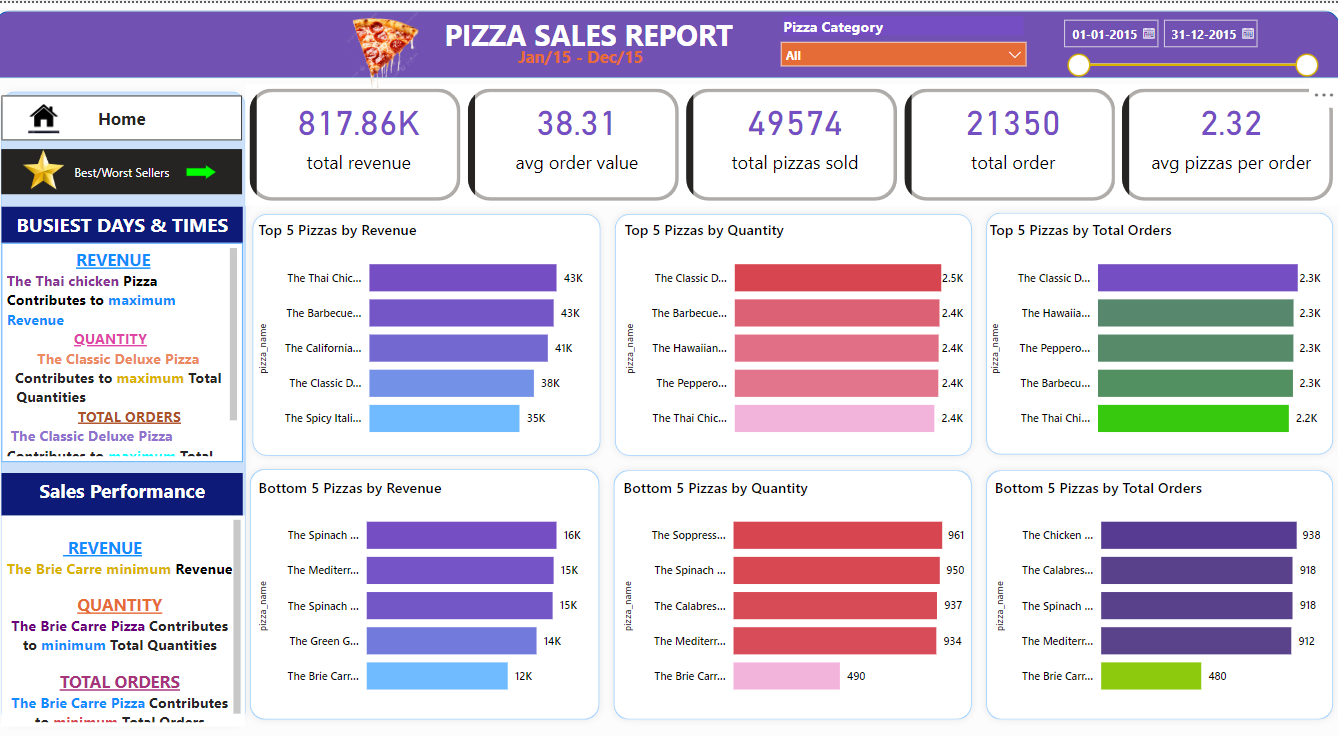 PIZZA SALES REPORT
Jan/15 - Dec/15
Pizza Category
All
01-01-2015
31-12-2015
Home
Best/Worst Sellers
817.86K
total revenue
38.31
avg order value
49574
total pizzas sold
21350
total order
2.32
avg pizzas per order
BUSIEST DAYS & TIMES
REVENUE
The Thai chicken Pizza
Contributes to maximum
Revenue
QUANTITY
The Classic Deluxe Pizza
Contributes to maximum Total
Quantities
TOTAL ORDERS
The Classic Deluxe Pizza
Contributes to maximum Total
Sales Performance
REVENUE
The Brie Carre minimum Revenue
QUANTITY
The Brie Carre Pizza Contributes
to minimum Total Quantities
TOTAL ORDERS
The Brie Carre Pizza Contributes
to minimum Total Orders
Top 5 Pizzas by Revenue
pizza_name
The Thai Chic... 43K
The Barbecue... 43K
The California... 41K
The Classic D... 38K
The Spicy Itali... 35K
Top 5 Pizzas by Quantity
pizza_name
The Classic D... 2.5K
The Barbecue... 2.4K
The Hawaiian... 2.4K
The Peppero... 2.4K
The Thai Chic... 2.4K
Top 5 Pizzas by Total Orders
pizza_name
The Classic D... 2.3K
The Hawaiia... 2.3K
The Peppero... 2.3K
The Barbecu... 2.3K
The Thai Chi... 2.2K
Bottom 5 Pizzas by Revenue
pizza_name
The Spinach ... 16K
The Mediterr... 15K
The Spinach ... 15K
The Green G... 14K
The Brie Carr... 12K
Bottom 5 Pizzas by Quantity
pizza_name
The Soppress... 961
The Spinach ... 950
The Calabres... 937
The Mediterr... 934
The Brie Carr... 490
Bottom 5 Pizzas by Total Orders
pizza_name
The Chicken ... 938
The Calabres... 918
The Spinach ... 918
The Mediterr... 912
The Brie Carr... 480